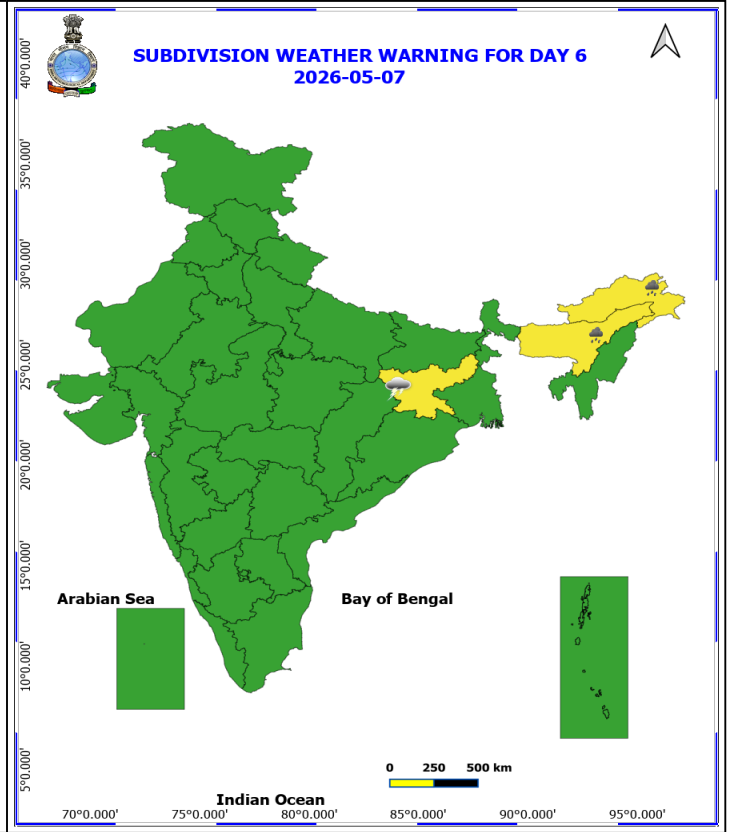 SUBDIVISION WEATHER WARNING FOR DAY 6
2026-05-07
40°0.000'
35°0.000'
30°0.000'
25°0.000'
20°0.000'
15°0.000'
10°0.000'
5°0.000'
Arabian Sea
Bay of Bengal
0 250 500 km
Indian Ocean
70°0.000' 75°0.000' 80°0.000' 85°0.000' 90°0.000' 95°0.000'